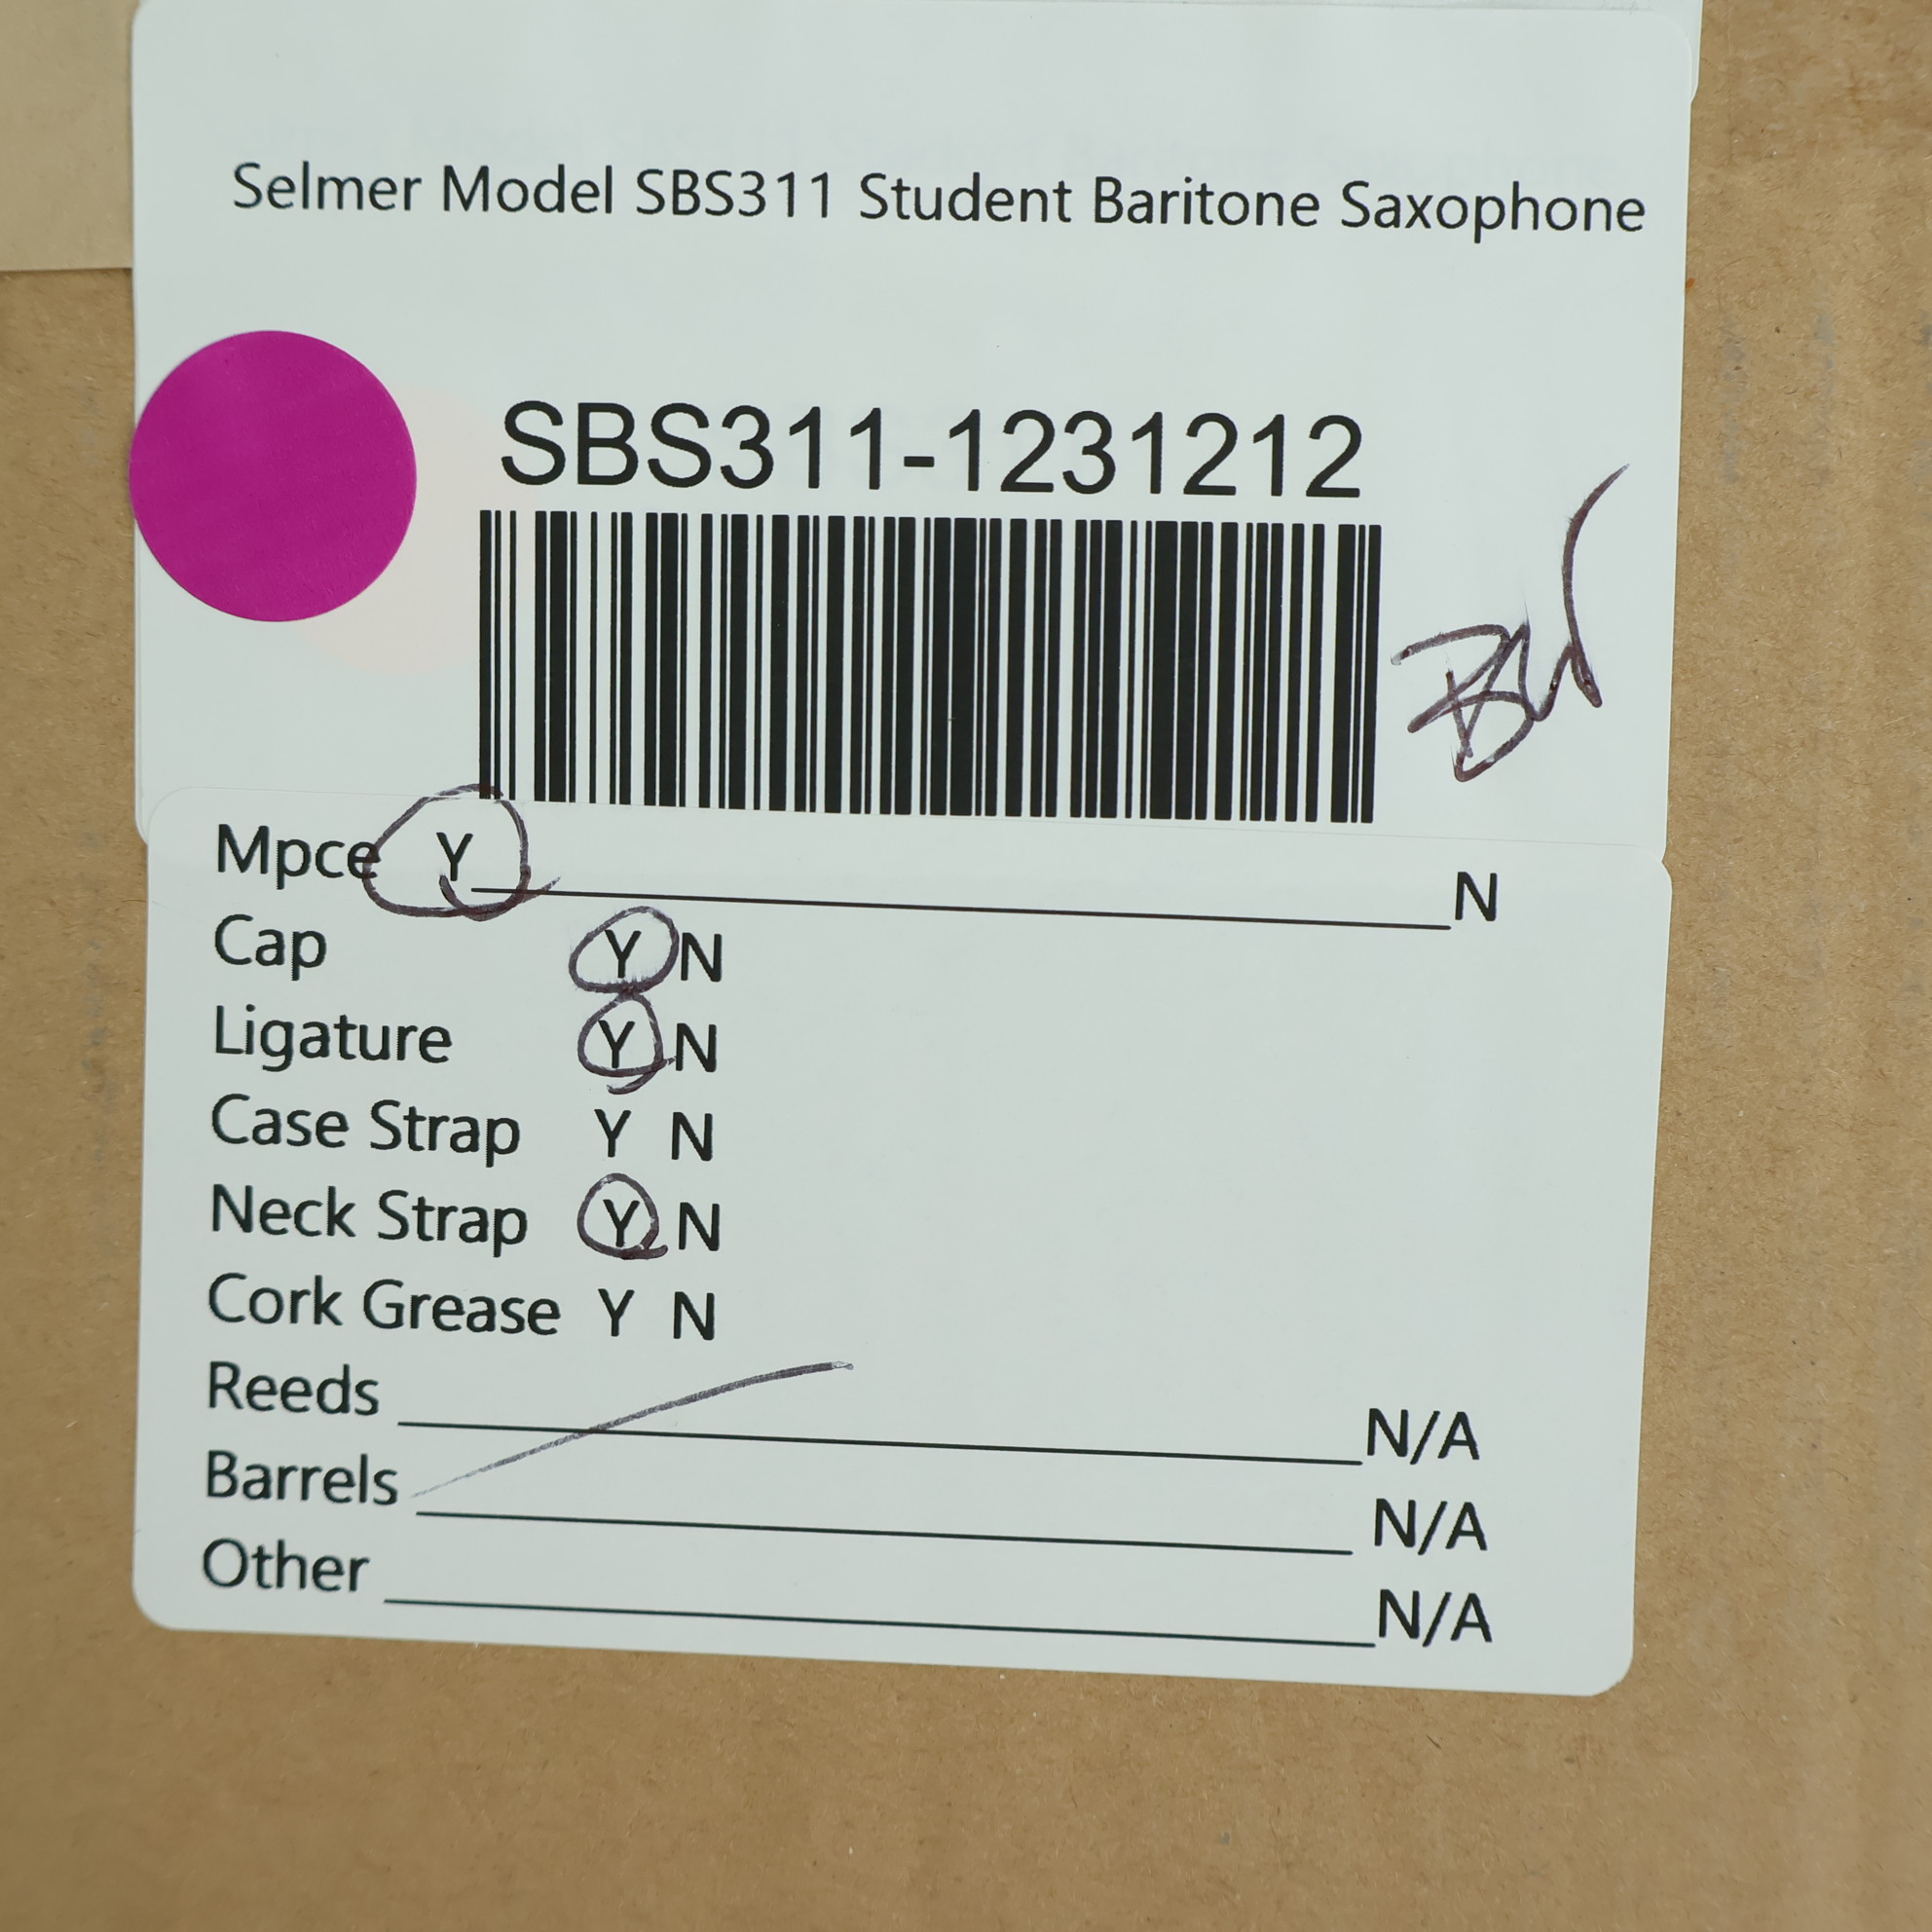 Selmer Model SBS311 Student Baritone Saxophone
SBS311-1231212
Mpce Y N
Cap Y N
Ligature Y N
Case Strap Y N
Neck Strap Y N
Cork Grease Y N
Reeds N/A
Barrels N/A
Other N/A